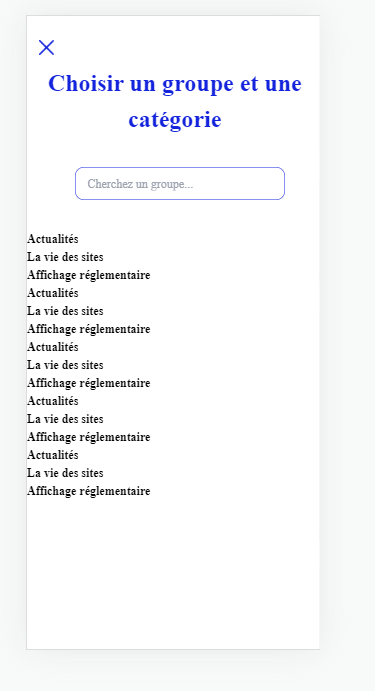 Choisir un groupe et une
catégorie
Cherchez un groupe...
Actualités
La vie des sites
Affichage réglementaire
Actualités
La vie des sites
Affichage réglementaire
Actualités
La vie des sites
Affichage réglementaire
Actualités
La vie des sites
Affichage réglementaire
Actualités
La vie des sites
Affichage réglementaire